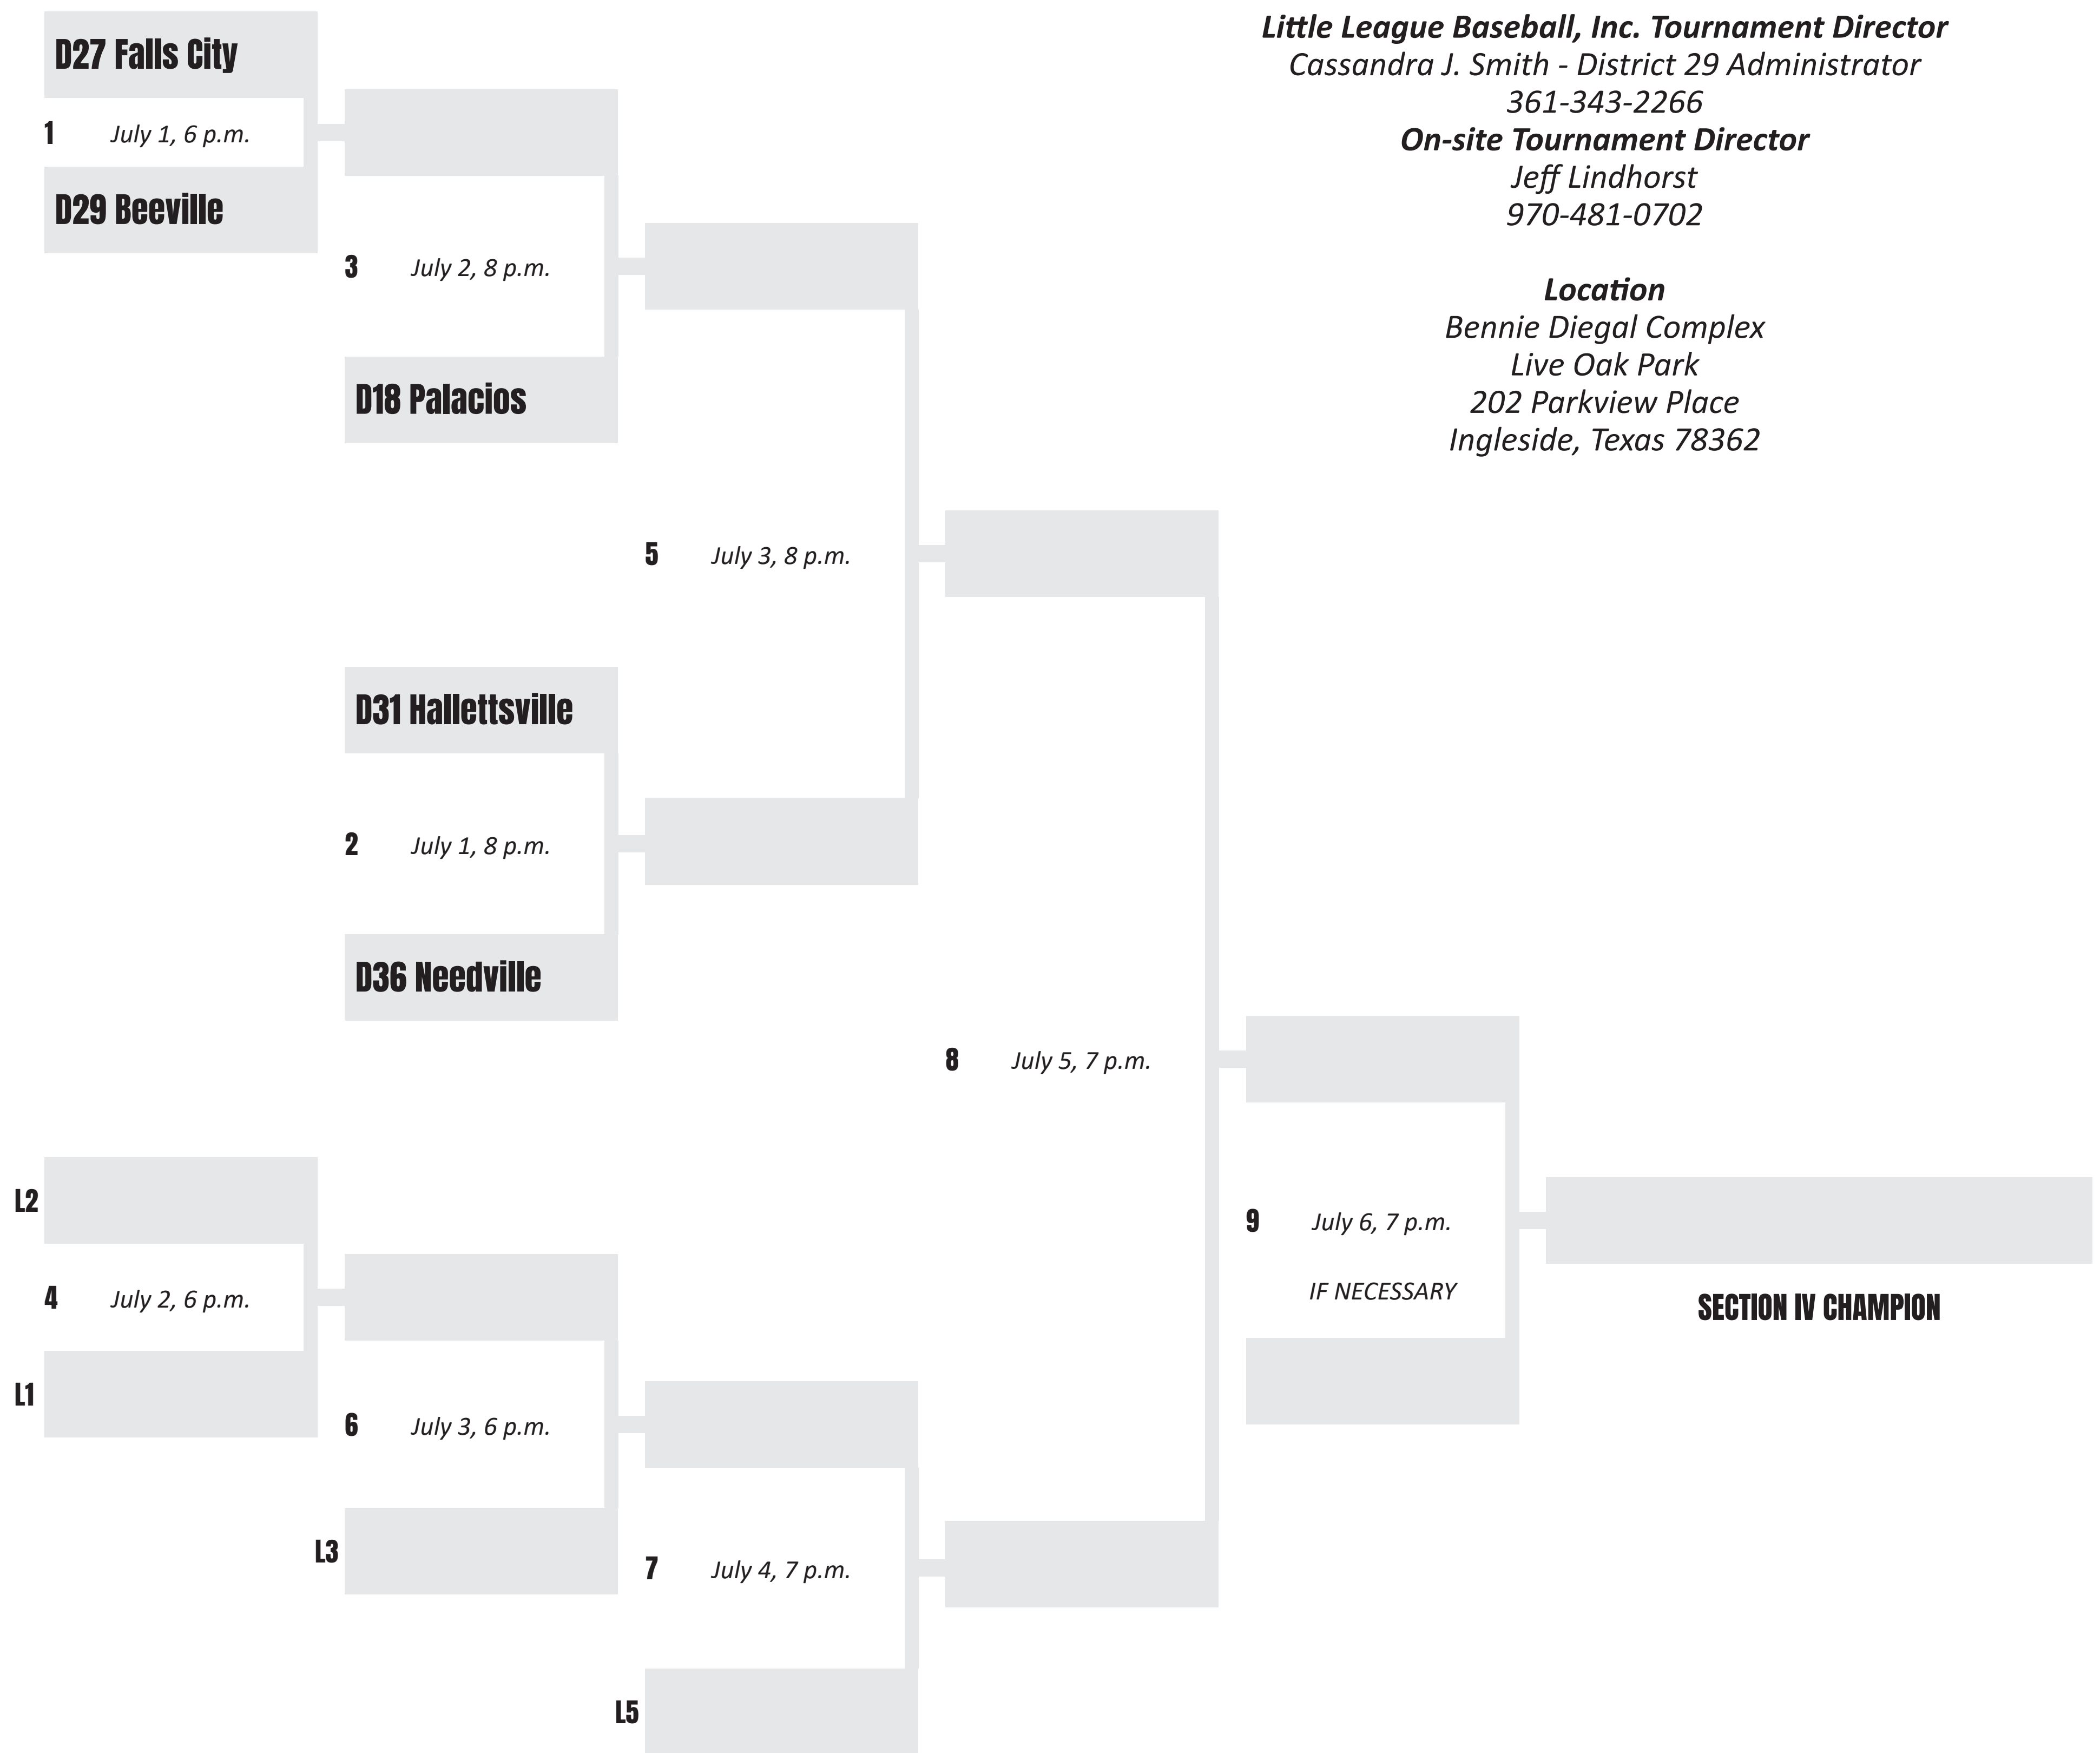 D27 Falls City
1 July 1, 6 p.m.
D29 Beeville
3 July 2, 8 p.m.
D18 Palacios
5 July 3, 8 p.m.
D31 Hallettsville
2 July 1, 8 p.m.
D36 Needville
8 July 5, 7 p.m.
L2
4 July 2, 6 p.m.
L1
6 July 3, 6 p.m.
L3
7 July 4, 7 p.m.
L5
9 July 6, 7 p.m.
IF NECESSARY
SECTION IV CHAMPION
Little League Baseball, Inc. Tournament Director
Cassandra J. Smith - District 29 Administrator
361-343-2266
On-site Tournament Director
Jeff Lindhorst
970-481-0702
Location
Bennie Diegal Complex
Live Oak Park
202 Parkview Place
Ingleside, Texas 78362